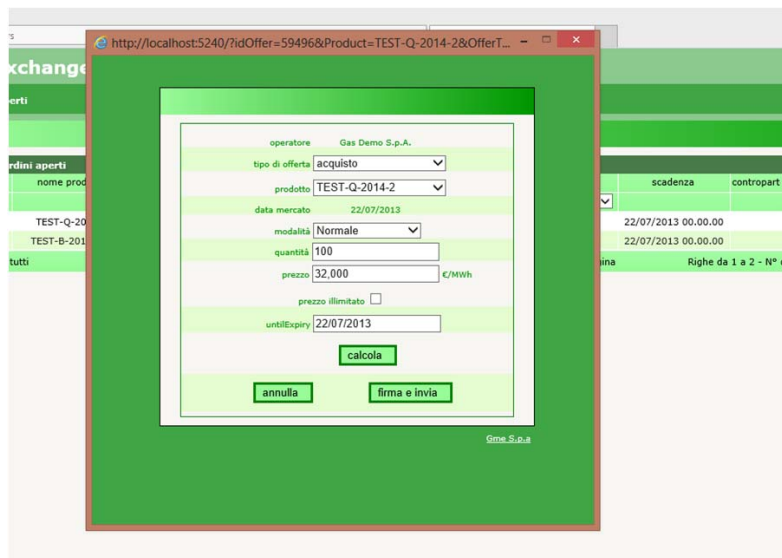 http://localhost:5240/?idOffer=59496&Product=TEST-Q-2014-2&OfferT...
xchange
erti
rdini aperti
nome prod
scadenza
contropart
TEST-Q-20
22/07/2013 00.00.00
TEST-B-201
22/07/2013 00.00.00
tutti
ina
Righe da 1 a 2 - N°
operatore Gas Demo S.p.A.
tipo di offerta acquisto
prodotto TEST-Q-2014-2
data mercato 22/07/2013
modalità Normale
quantità 100
prezzo 32,000 €/MWh
prezzo illimitato
untilExpiry 22/07/2013
calcola
annulla firma e invia
Gme S.p.a